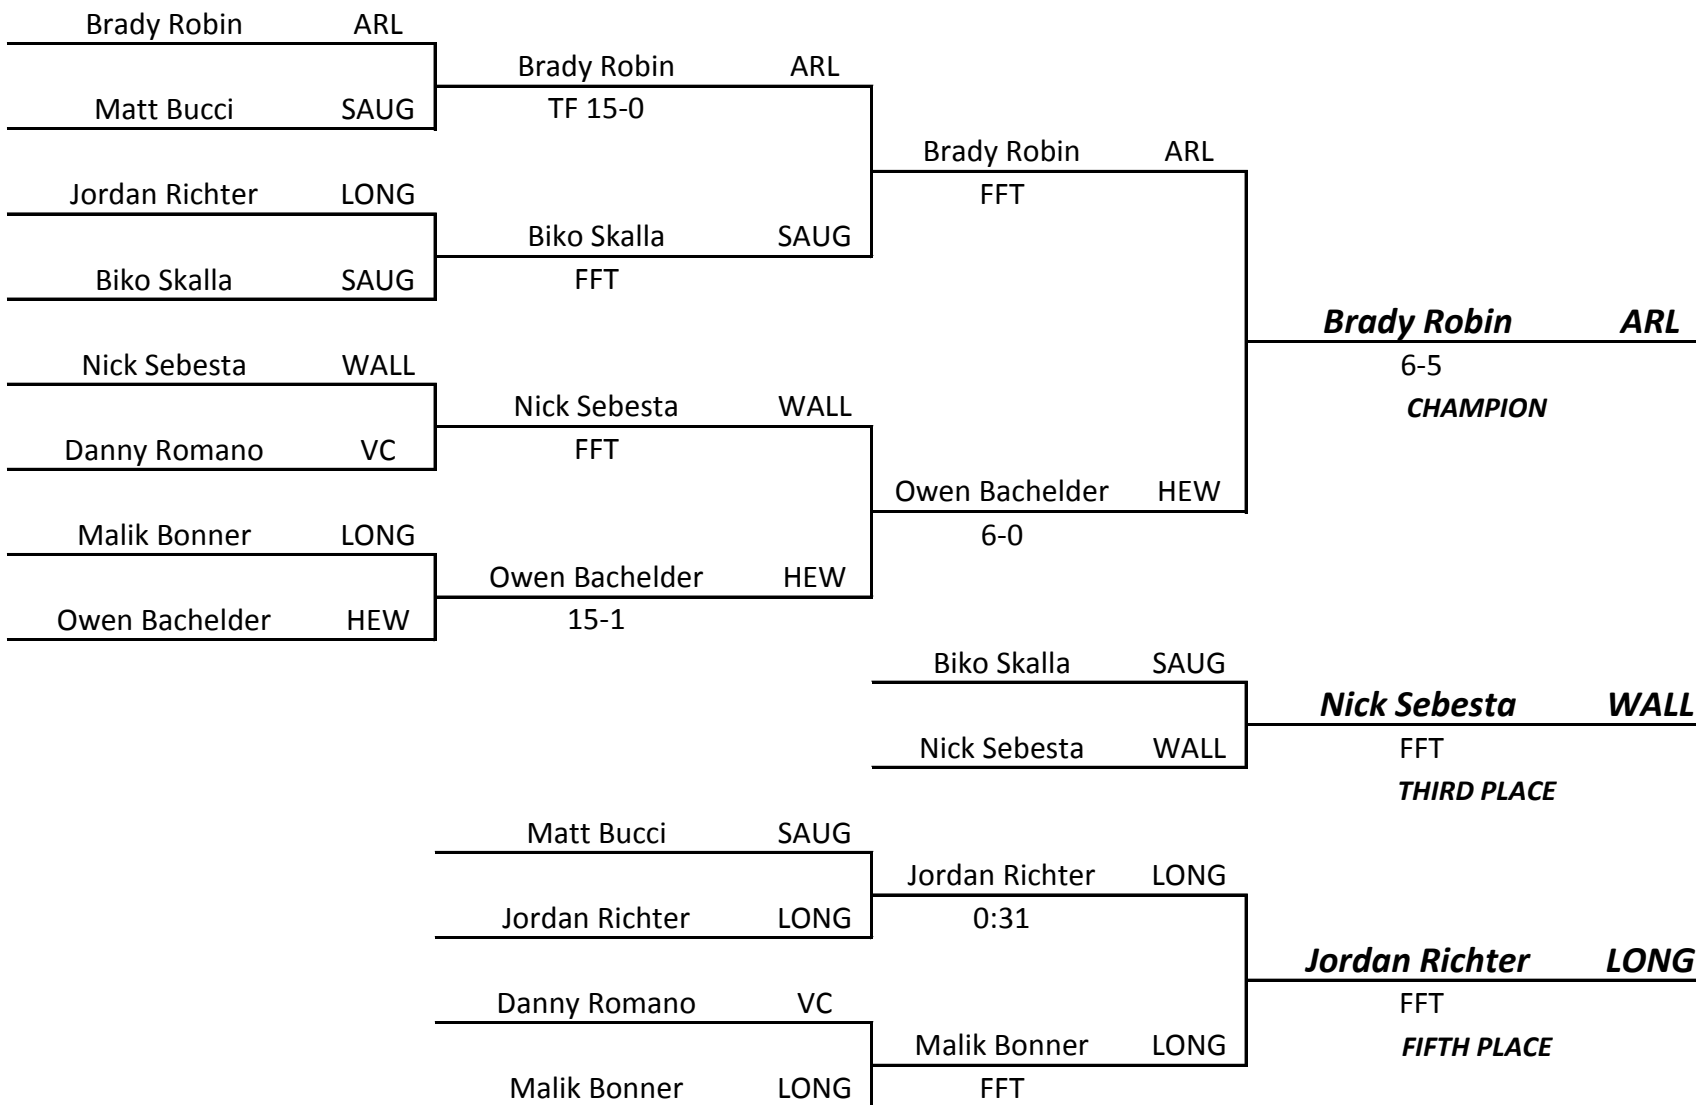 Brady Robin ARL
Brady Robin ARL
Matt Bucci SAUG
TF 15-0
Brady Robin ARL
Jordan Richter LONG
FFT
Biko Skalla SAUG
Biko Skalla SAUG
FFT
Brady Robin ARL
Nick Sebesta WALL
6-5
Nick Sebesta WALL
CHAMPION
Danny Romano VC
FFT
Owen Bachelder HEW
Malik Bonner LONG
6-0
Owen Bachelder HEW
Owen Bachelder HEW
15-1
Biko Skalla SAUG
Nick Sebesta WALL
Nick Sebesta WALL
FFT
THIRD PLACE
Matt Bucci SAUG
Jordan Richter LONG
Jordan Richter LONG
0:31
Jordan Richter LONG
Danny Romano VC
FFT
Malik Bonner LONG
FIFTH PLACE
Malik Bonner LONG
FFT